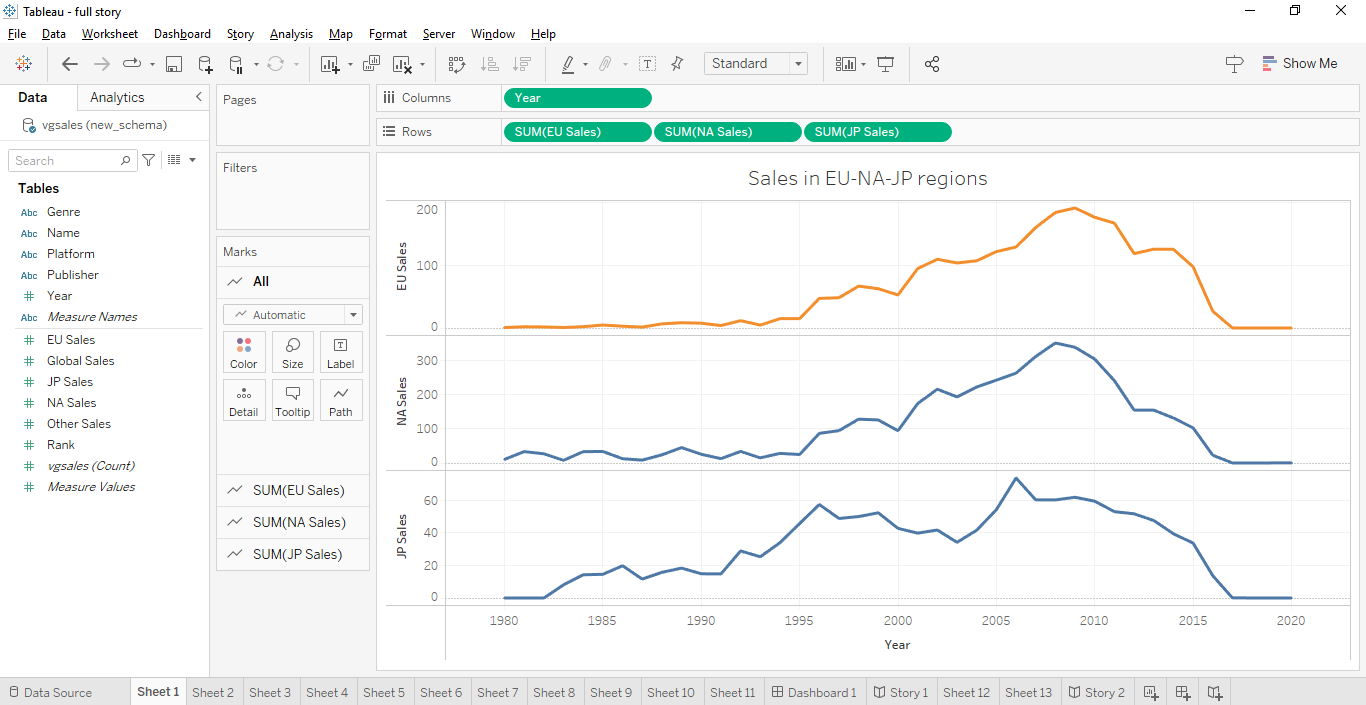 Tableau - full story
File Data Worksheet Dashboard Story Analysis Map Format Server Window Help
Standard
Show Me
Data Analytics
vgsales (new_schema)
Search
Tables
Abc Genre
Abc Name
Abc Platform
Abc Publisher
# Year
Abc Measure Names
# EU Sales
# Global Sales
# JP Sales
# NA Sales
# Other Sales
# Rank
# vgsales (Count)
# Measure Values
Pages
Filters
Marks
All
Automatic
Color Size Label
Detail Tooltip Path
SUM(EU Sales)
SUM(NA Sales)
SUM(JP Sales)
Columns Year
Rows SUM(EU Sales) SUM(NA Sales) SUM(JP Sales)
Sales in EU-NA-JP regions
EU Sales
200
100
0
NA Sales
300
200
100
0
JP Sales
60
40
20
0
1980 1985 1990 1995 2000 2005 2010 2015 2020
Year
Data Source Sheet 1 Sheet 2 Sheet 3 Sheet 4 Sheet 5 Sheet 6 Sheet 7 Sheet 8 Sheet 9 Sheet 10 Sheet 11 Dashboard 1 Story 1 Sheet 12 Sheet 13 Story 2